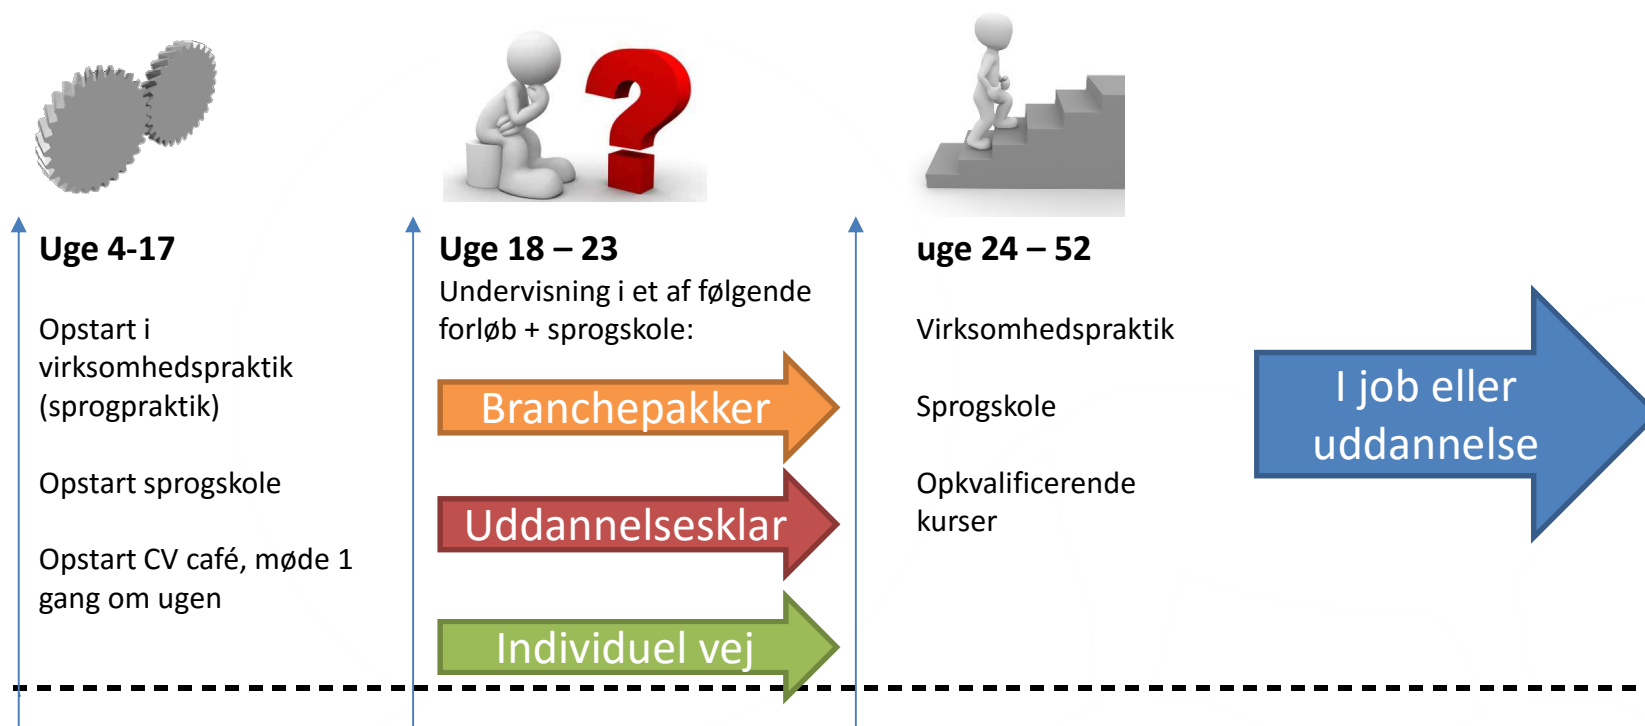 Uge 4-17
Opstart i
virksomhedspraktik
(sprogpraktik)
Opstart sprogskole
Opstart CV café, møde 1
gang om ugen
Uge 18 – 23
Undervisning i et af følgende
forløb + sprogskole:
Branchepakker
Uddannelsesklar
Individuel vej
uge 24 – 52
Virksomhedspraktik
Sprogskole
Opkvalificerende
kurser
I job eller
uddannelse